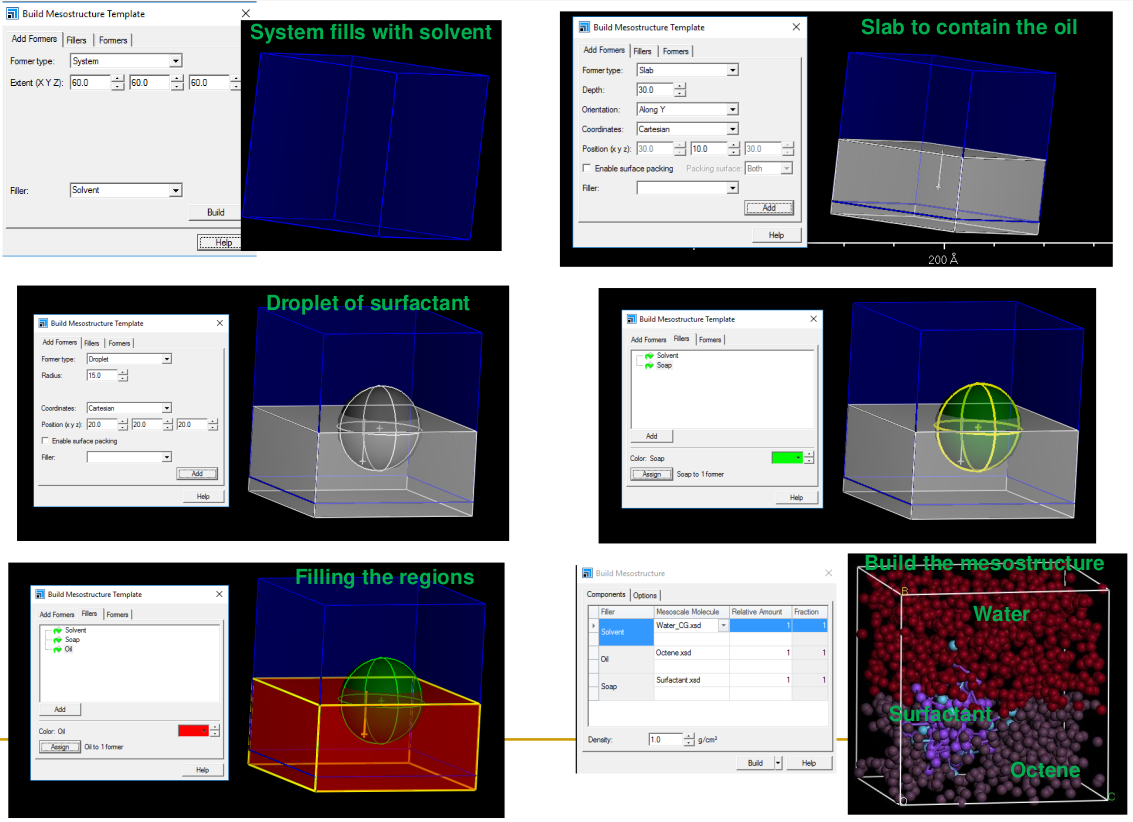 Build Mesostructure Template
Add Formers Fillers Formers
Former type: System
Extent (X Y Z): 60.0 60.0 60.0
Filler: Solvent
Build
Help
System fills with solvent
Build Mesostructure Template
Add Formers Fillers Formers
Former type: Slab
Depth: 30.0
Orientation: Along Y
Coordinates: Cartesian
Position (x y z): 30.0 10.0 30.0
Enable surface packing Packing surface: Both
Filler:
Add
Help
Slab to contain the oil
200 Å
Build Mesostructure Template
Add Formers Fillers Formers
Former type: Droplet
Radius: 15.0
Coordinates: Cartesian
Position (x y z): 20.0 20.0 20.0
Enable surface packing
Filler:
Add
Help
Droplet of surfactant
Build Mesostructure Template
Add Formers Fillers Formers
Solvent
Soap
Add
Color: Soap
Assign Soap to 1 former
Help
Build Mesostructure Template
Add Formers Fillers Formers
Solvent
Soap
Oil
Add
Color: Oil
Assign Oil to 1 former
Help
Filling the regions
Build Mesostructure
Components Options
Filler Mesoscale Molecule Relative Amount Fraction
Solvent Water_CG.xsd 1 1
Oil Octene.xsd 1 1
Soap Surfactant.xsd 1 1
Density: 1.0 g/cm³
Build Help
Build the mesostructure
B
Water
Surfactant
Octene
O
C